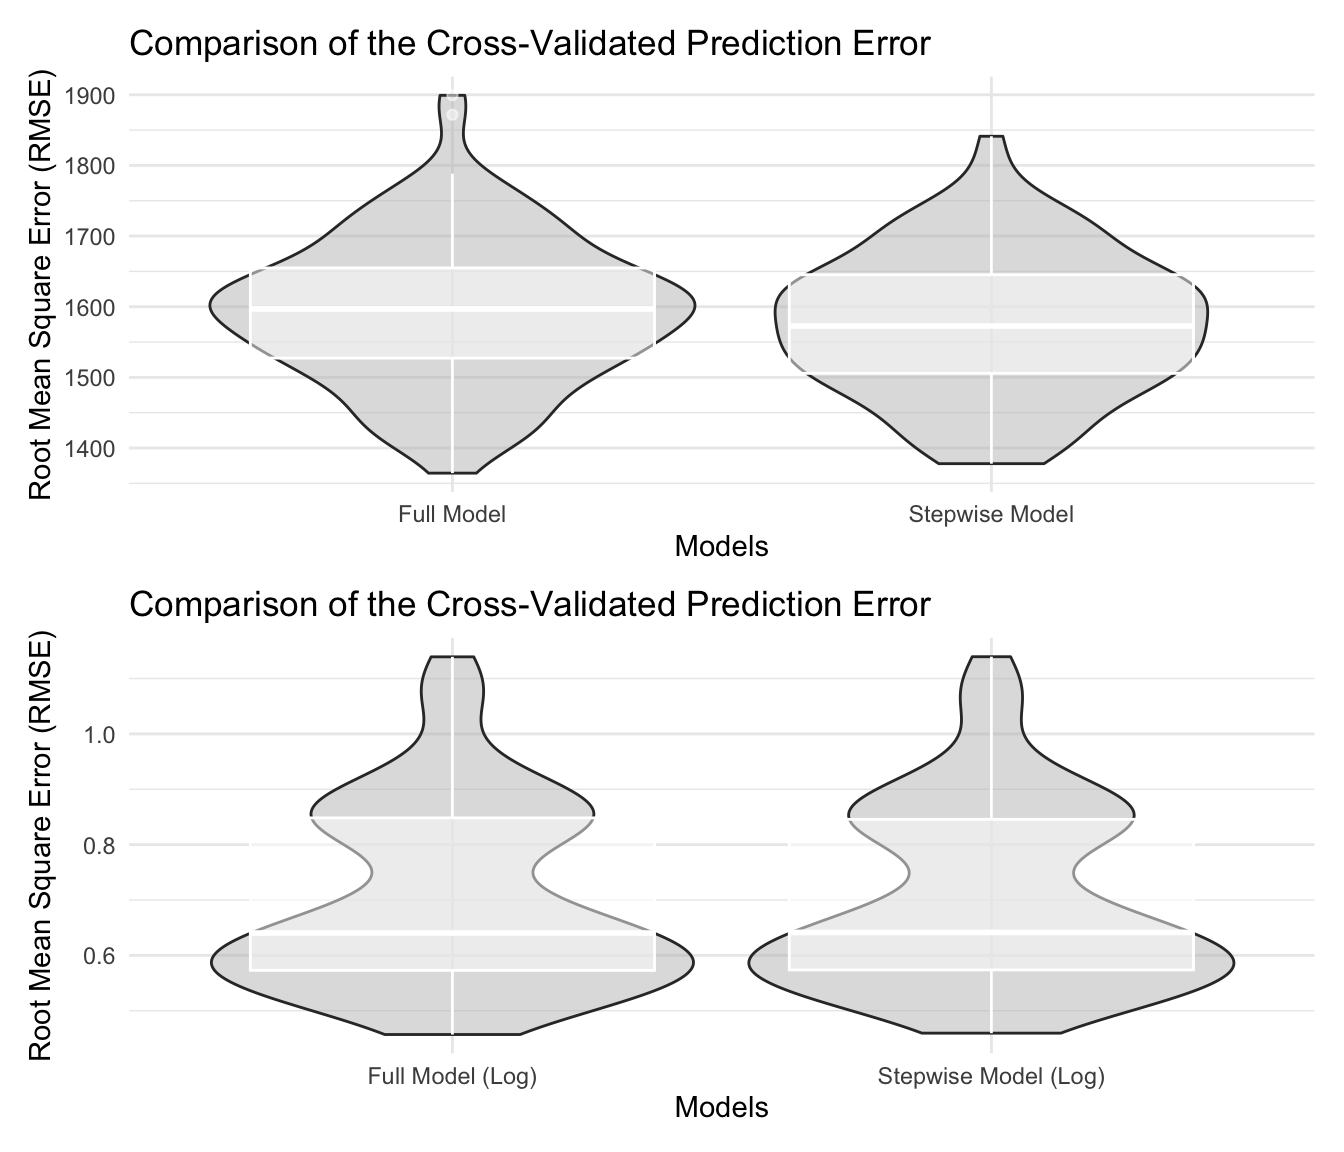 Comparison of the Cross-Validated Prediction Error
Root Mean Square Error (RMSE)
1900
1800
1700
1600
1500
1400
Full Model
Stepwise Model
Models
Comparison of the Cross-Validated Prediction Error
Root Mean Square Error (RMSE)
1.0
0.8
0.6
Full Model (Log)
Stepwise Model (Log)
Models